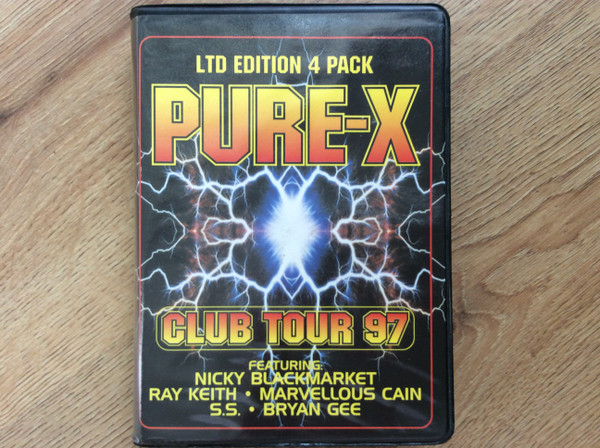 LTD EDITION 4 PACK
PURE-X
CLUB TOUR 97
FEATURING:
NICKY BLACKMARKET
RAY KEITH • MARVELLOUS CAIN
S.S. • BRYAN GEE